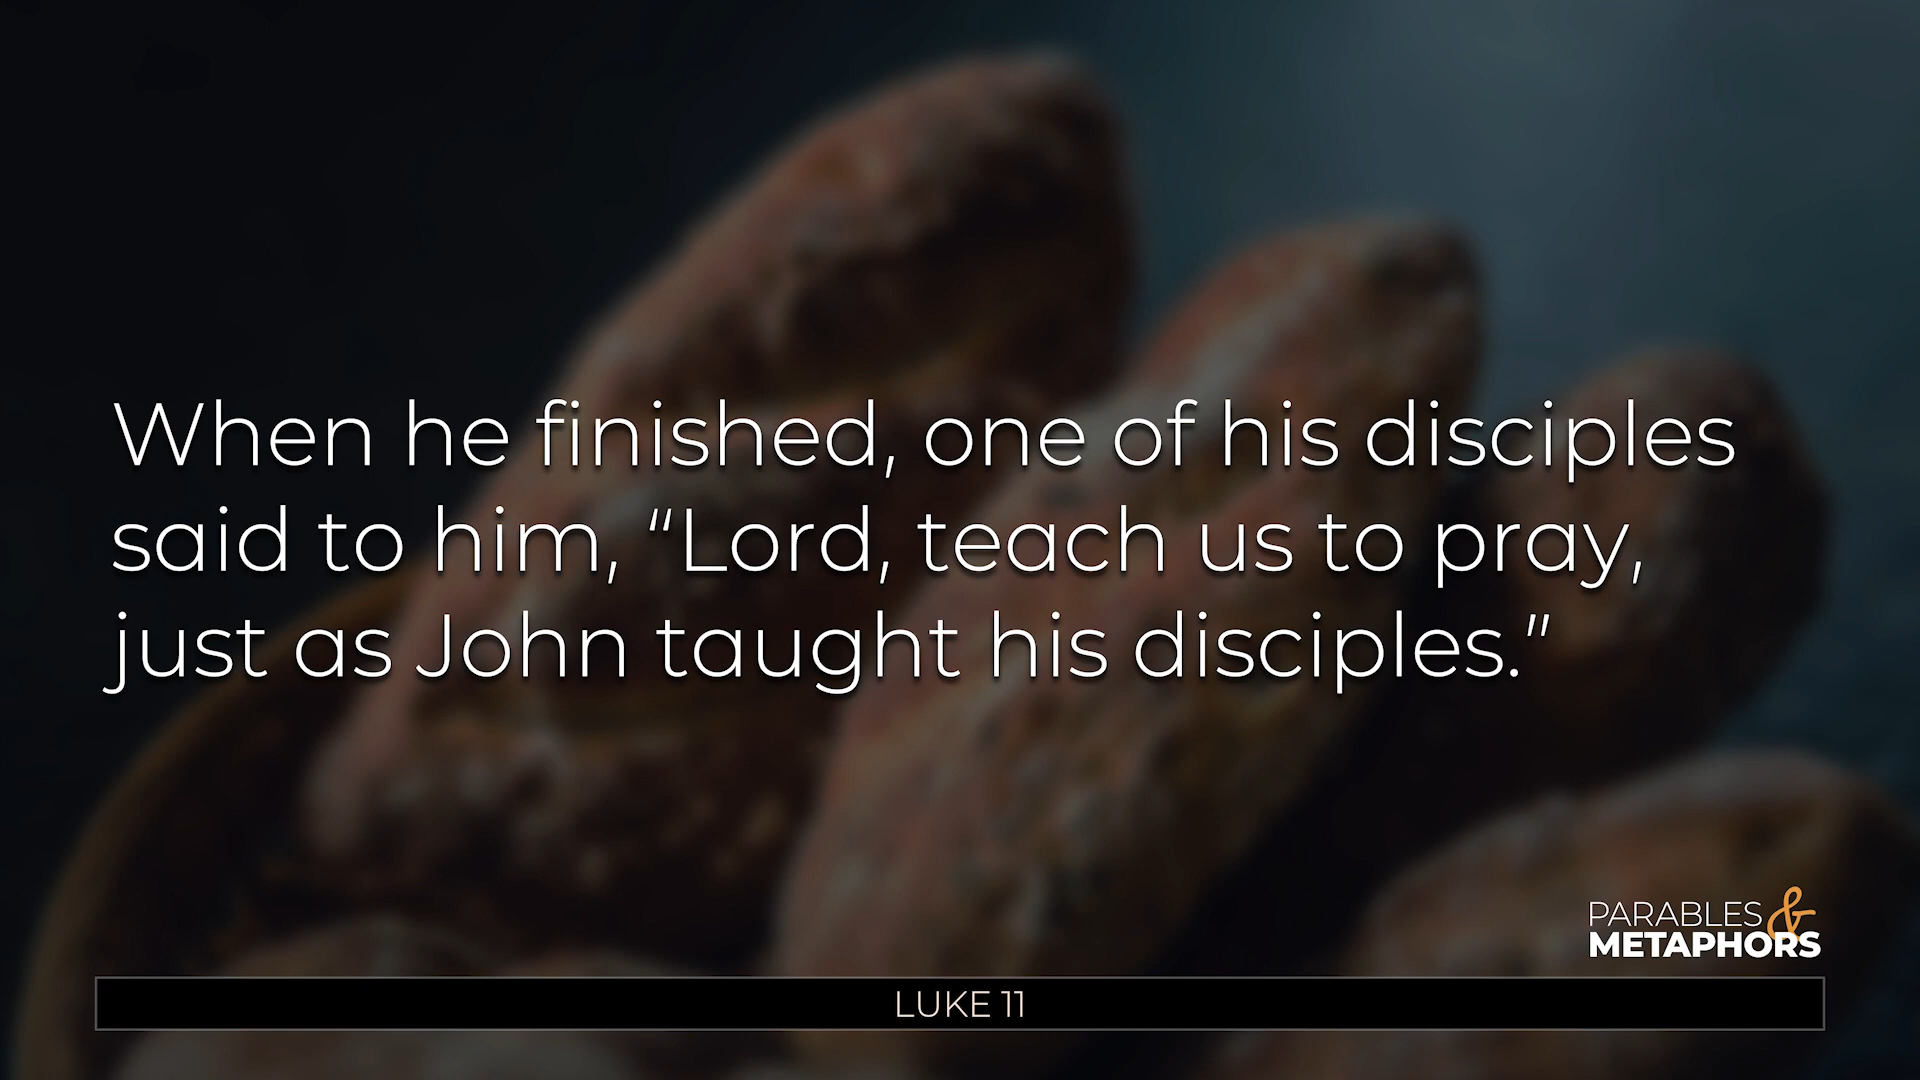 When he finished, one of his disciples
said to him, “Lord, teach us to pray,
just as John taught his disciples.”
PARABLES &
METAPHORS
LUKE 11